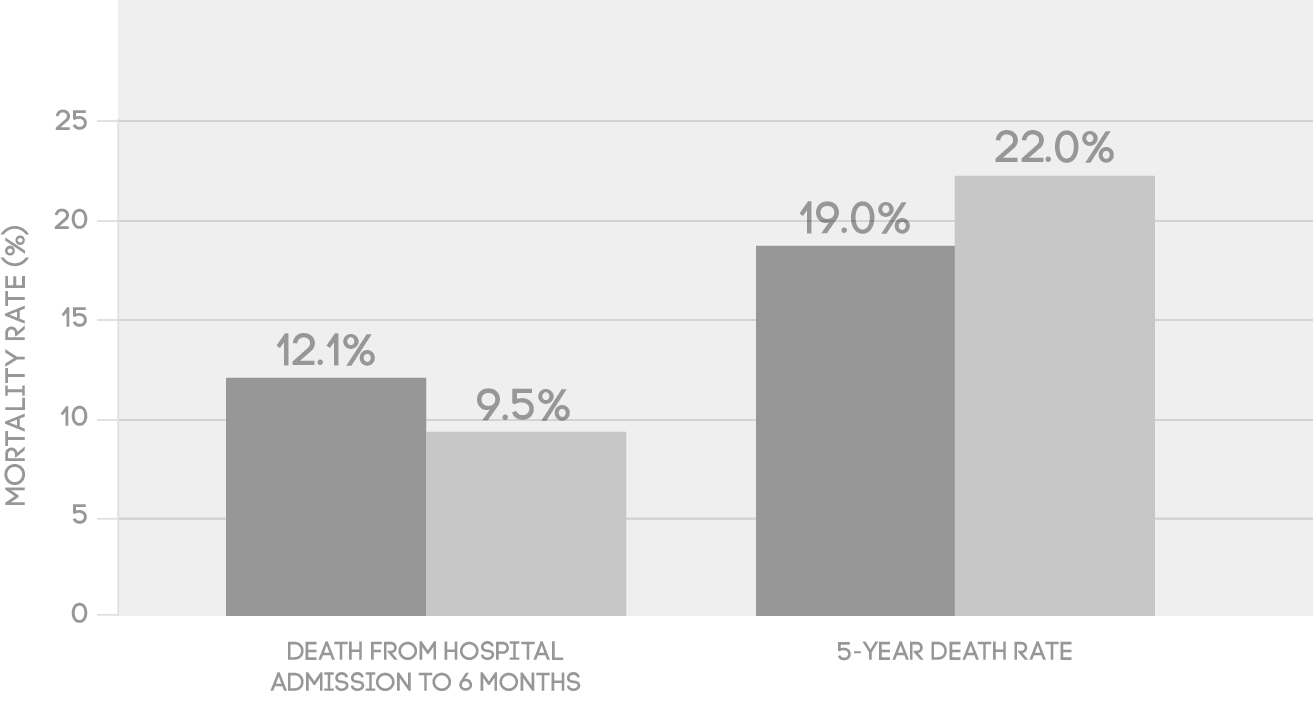 MORTALITY RATE (%)
25
20
15
10
5
0
12.1%
9.5%
19.0%
22.0%
DEATH FROM HOSPITAL
ADMISSION TO 6 MONTHS
5-YEAR DEATH RATE